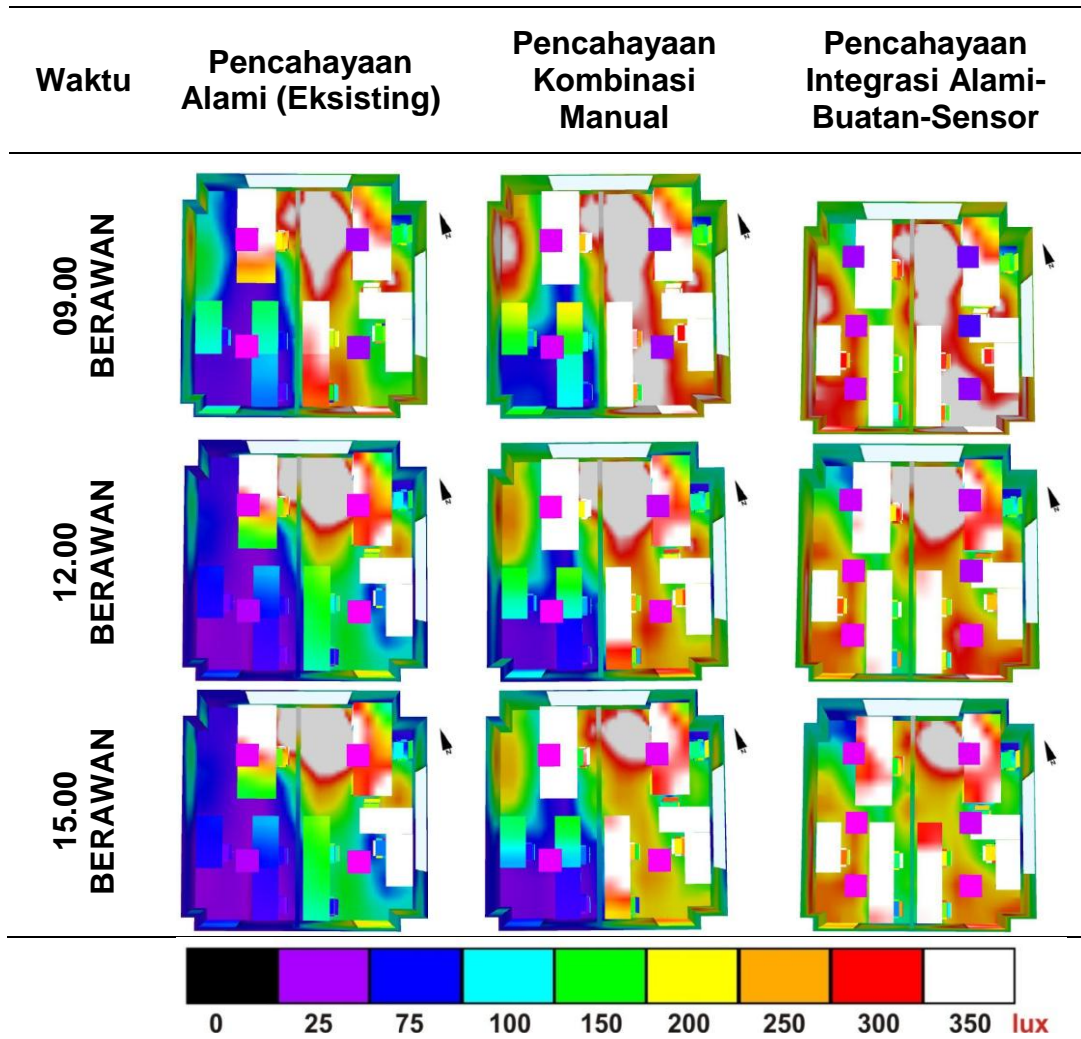 Waktu
Pencahayaan
Alami (Eksisting)
Pencahayaan
Kombinasi
Manual
Pencahayaan
Integrasi Alami-
Buatan-Sensor
09.00
BERAWAN
12.00
BERAWAN
15.00
BERAWAN
0 25 75 100 150 200 250 300 350 lux